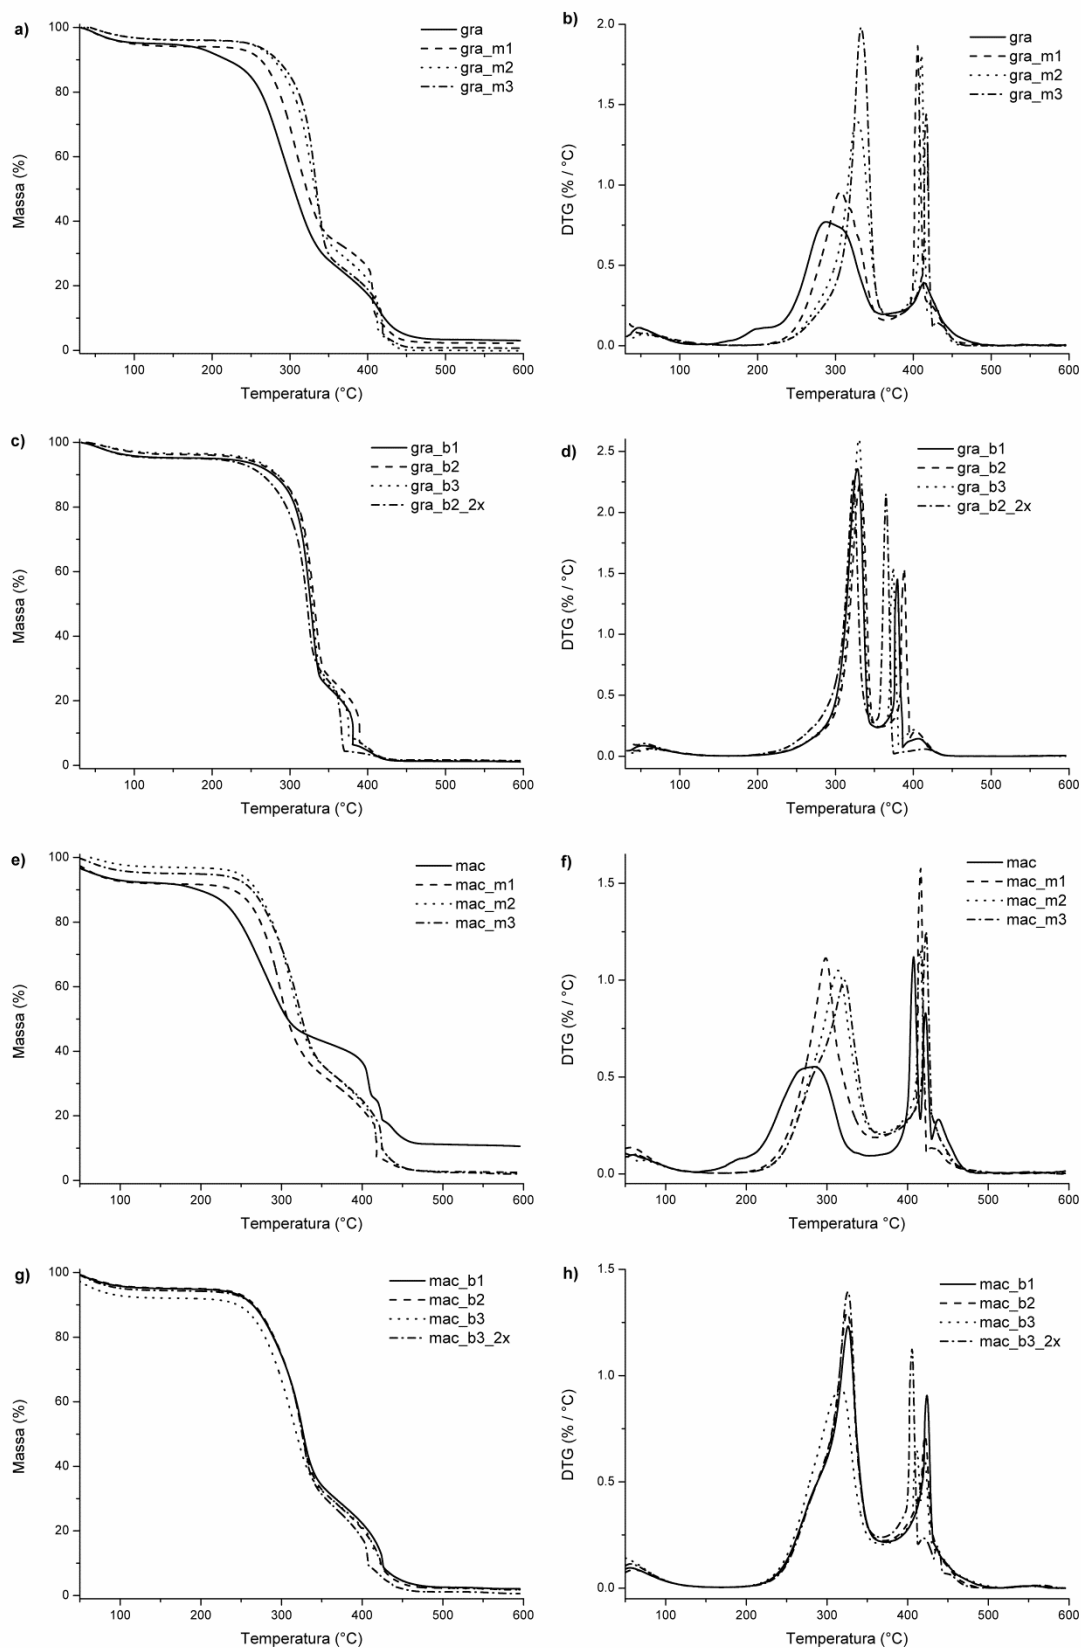 a)
100
80
60
40
20
0
Massa (%)
100
200
300
400
500
600
Temperatura (°C)
gra
gra_m1
gra_m2
gra_m3
b)
2.0
1.5
1.0
0.5
0.0
DTG (% / °C)
100
200
300
400
500
600
Temperatura (°C)
gra
gra_m1
gra_m2
gra_m3
c)
100
80
60
40
20
0
Massa (%)
100
200
300
400
500
600
Temperatura (°C)
gra_b1
gra_b2
gra_b3
gra_b2_2x
d)
2.5
2.0
1.5
1.0
0.5
0.0
DTG (% / °C)
100
200
300
400
500
600
Temperatura (°C)
gra_b1
gra_b2
gra_b3
gra_b2_2x
e)
100
80
60
40
20
0
Massa (%)
100
200
300
400
500
600
Temperatura (°C)
mac
mac_m1
mac_m2
mac_m3
f)
1.5
1.0
0.5
0.0
DTG (% / °C)
100
200
300
400
500
600
Temperatura °C)
mac
mac_m1
mac_m2
mac_m3
g)
100
80
60
40
20
0
Massa (%)
100
200
300
400
500
600
Temperatura (°C)
mac_b1
mac_b2
mac_b3
mac_b3_2x
h)
1.5
1.0
0.5
0.0
DTG (% / °C)
100
200
300
400
500
600
Temperatura (°C)
mac_b1
mac_b2
mac_b3
mac_b3_2x